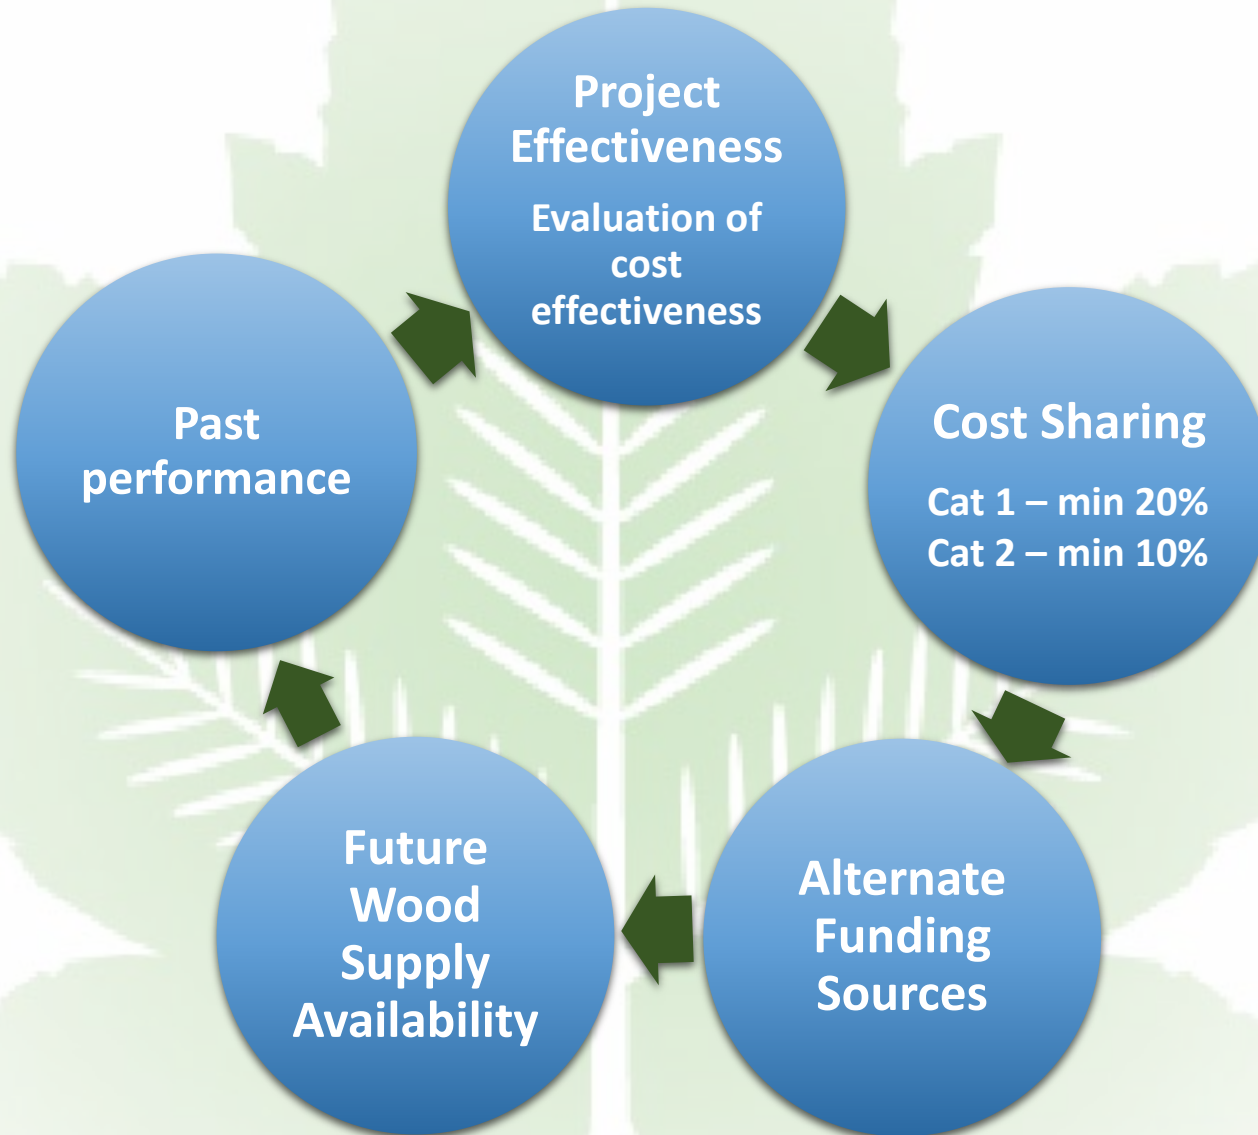 Project
Effectiveness
Evaluation of
cost
effectiveness
Cost Sharing
Cat 1 – min 20%
Cat 2 – min 10%
Alternate
Funding
Sources
Future
Wood
Supply
Availability
Past
performance